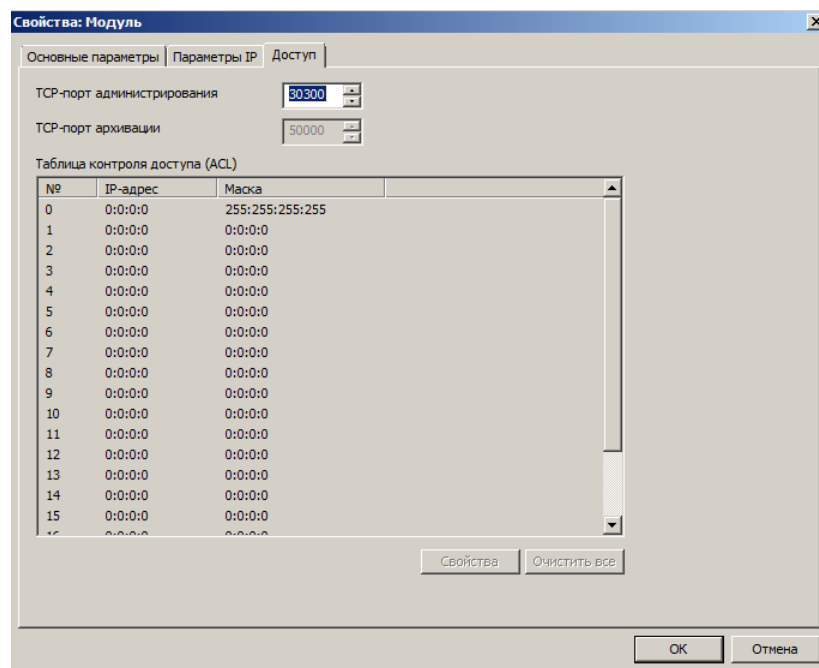 Свойства: Модуль
Основные параметры Параметры IP Доступ
TCP-порт администрирования 30300
TCP-порт архивации 50000
Таблица контроля доступа (ACL)
№ IP-адрес Маска
0 0:0:0:0 255:255:255:255
1 0:0:0:0 0:0:0:0
2 0:0:0:0 0:0:0:0
3 0:0:0:0 0:0:0:0
4 0:0:0:0 0:0:0:0
5 0:0:0:0 0:0:0:0
6 0:0:0:0 0:0:0:0
7 0:0:0:0 0:0:0:0
8 0:0:0:0 0:0:0:0
9 0:0:0:0 0:0:0:0
10 0:0:0:0 0:0:0:0
11 0:0:0:0 0:0:0:0
12 0:0:0:0 0:0:0:0
13 0:0:0:0 0:0:0:0
14 0:0:0:0 0:0:0:0
15 0:0:0:0 0:0:0:0
Свойства Очистить все
ОК Отмена